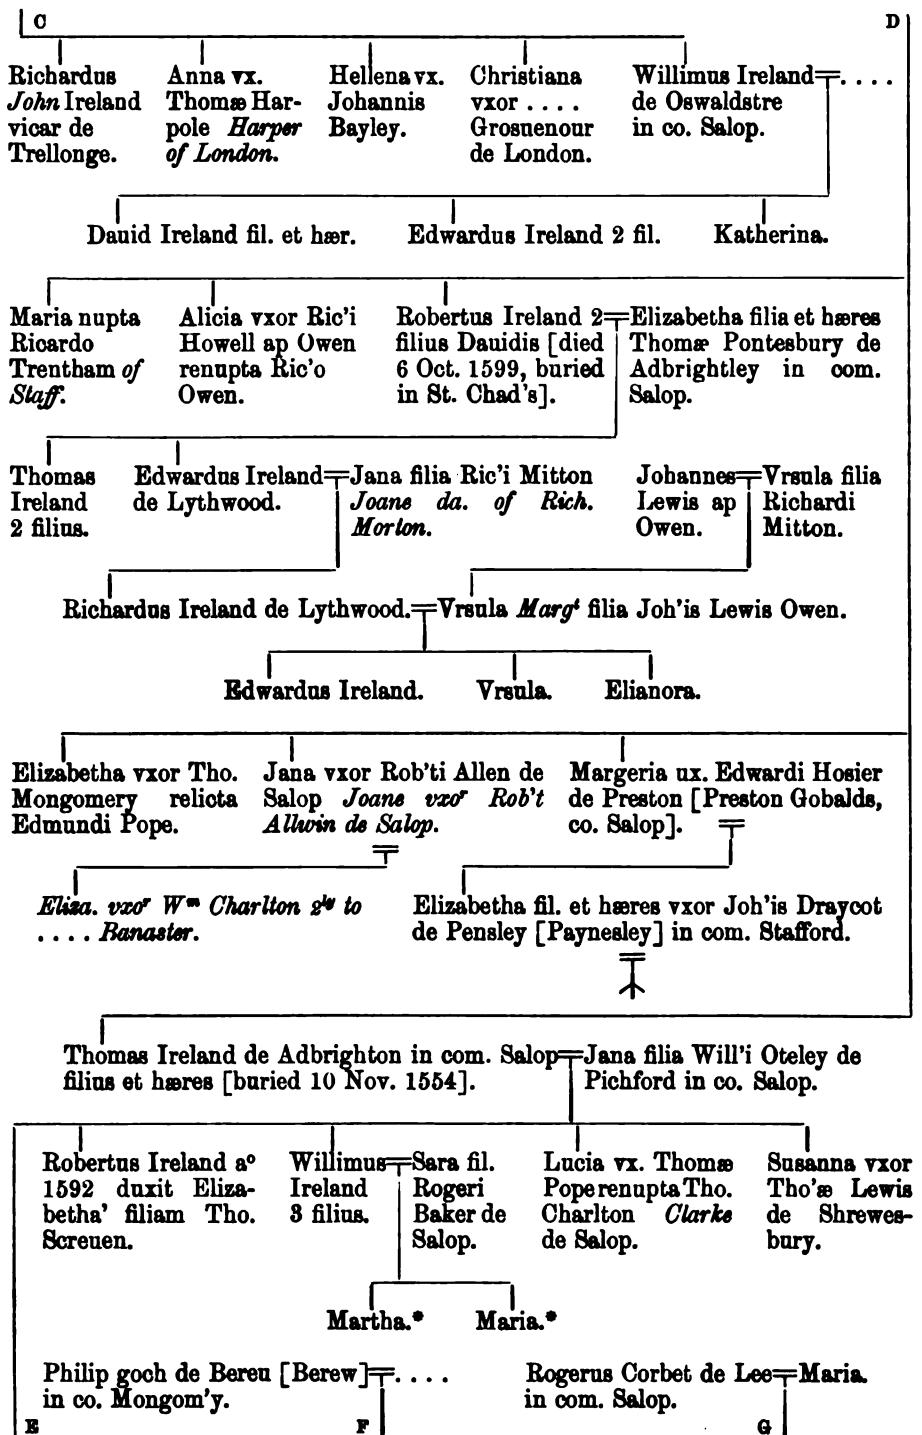 C
D
Richardus
John Ireland
vicar de
Trellonge.
Anna vx.
Thomæ Har-
pole Harper
of London.
Hellena vx.
Johannis
Bayley.
Christiana
vxor ....
Grosuenour
de London.
Willimus Ireland=....
de Oswaldstre
in co. Salop.
Dauid Ireland fil. et hær.
Edwardus Ireland 2 fil.
Katherina.
Maria nupta
Ricardo
Trentham of
Staff.
Alicia vxor Ric'i
Howell ap Owen
renupta Ric'o
Owen.
Robertus Ireland 2=
filius Dauidis [died
6 Oct. 1599, buried
in St. Chad's].
Elizabetha filia et hæres
Thomæ Pontesbury de
Adbrightley in com.
Salop.
Thomas
Ireland
2 filius.
Edwardus Ireland=
de Lythwood.
Jana filia Ric'i Mitton
Joane da. of Rich.
Morton.
Johannes=
Lewis ap
Owen.
Vrsula filia
Richardi
Mitton.
Richardus Ireland de Lythwood.=Vrsula Margt filia Joh'is Lewis Owen.
Edwardus Ireland.
Vrsula.
Elianora.
Elizabetha vxor Tho.
Mongomery relicta
Edmundi Pope.
Jana vxor Rob'ti Allen de
Salop Joane vxor Rob't
Allwin de Salop.
Margeria ux. Edwardi Hosier
de Preston [Preston Gobalds,
co. Salop].
Eliza. vxor Wm Charlton 2ly to
.... Banaster.
Elizabetha fil. et hæres vxor Joh'is Draycot
de Pensley [Paynesley] in com. Stafford.
Thomas Ireland de Adbrighton in com. Salop=
filius et hæres [buried 10 Nov. 1554].
Jana filia Will'i Oteley de
Pichford in co. Salop.
Robertus Ireland ao
1592 duxit Eliza-
betha' filiam Tho.
Screuen.
Willimus=
Ireland
3 filius.
Sara fil.
Rogeri
Baker de
Salop.
Lucia vx. Thomæ
Pope renupta Tho.
Charlton Clarke
de Salop.
Susanna vxor
Tho'æ Lewis
de Shrewes-
bury.
Martha.*
Maria.*
Philip goch de Bereu [Berew]=....
in co. Mongom'y.
Rogerus Corbet de Lee=Maria.
in com. Salop.
E
F
G